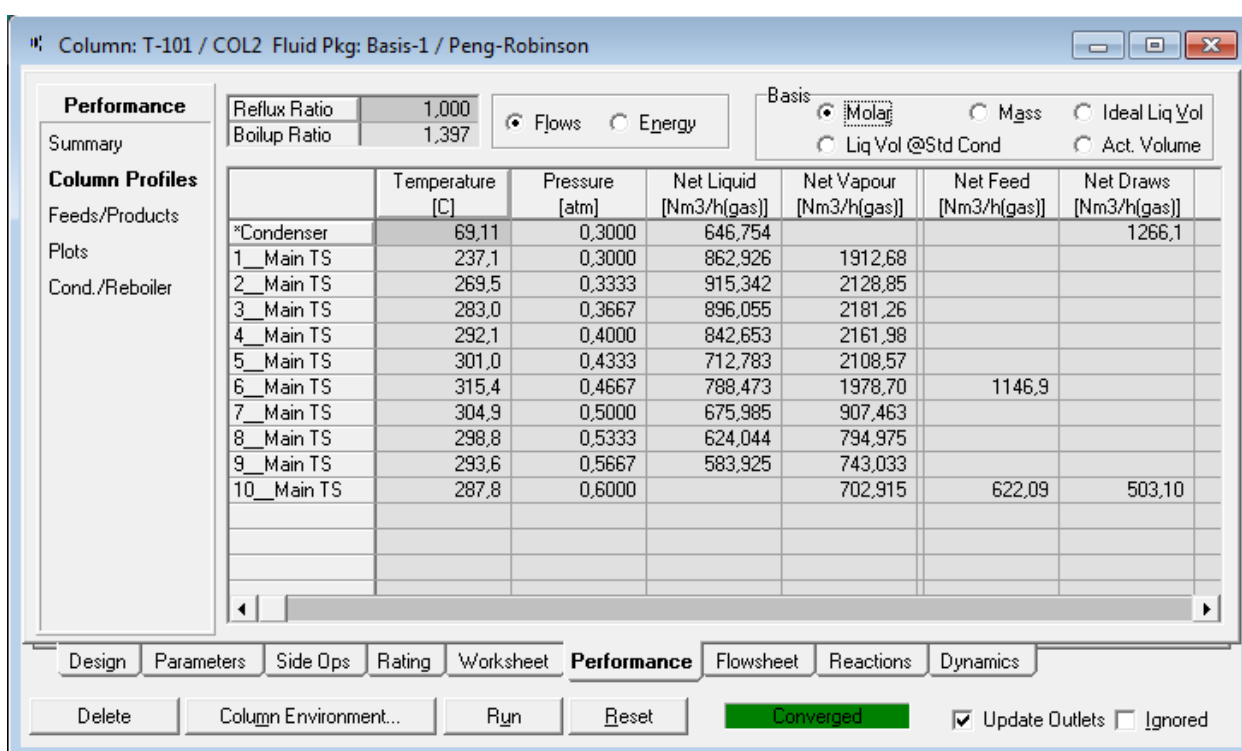 Column: T-101 / COL2 Fluid Pkg: Basis-1 / Peng-Robinson
Performance
Summary
Column Profiles
Feeds/Products
Plots
Cond./Reboiler
Reflux Ratio 1,000
Boilup Ratio 1,397
Flows Energy
Basis
Molar Mass Ideal Liq Vol
Liq Vol @Std Cond Act. Volume
Temperature Pressure Net Liquid Net Vapour Net Feed Net Draws
[C] [atm] [Nm3/h(gas)] [Nm3/h(gas)] [Nm3/h(gas)] [Nm3/h(gas)]
*Condenser 69,11 0,3000 646,754 1266,1
1__Main TS 237,1 0,3000 862,926 1912,68
2__Main TS 269,5 0,3333 915,342 2128,85
3__Main TS 283,0 0,3667 896,055 2181,26
4__Main TS 292,1 0,4000 842,653 2161,98
5__Main TS 301,0 0,4333 712,783 2108,57
6__Main TS 315,4 0,4667 788,473 1978,70 1146,9
7__Main TS 304,9 0,5000 675,985 907,463
8__Main TS 298,8 0,5333 624,044 794,975
9__Main TS 293,6 0,5667 583,925 743,033
10__Main TS 287,8 0,6000 702,915 622,09 503,10
Design Parameters Side Ops Rating Worksheet Performance Flowsheet Reactions Dynamics
Delete Column Environment... Run Reset Converged Update Outlets Ignored